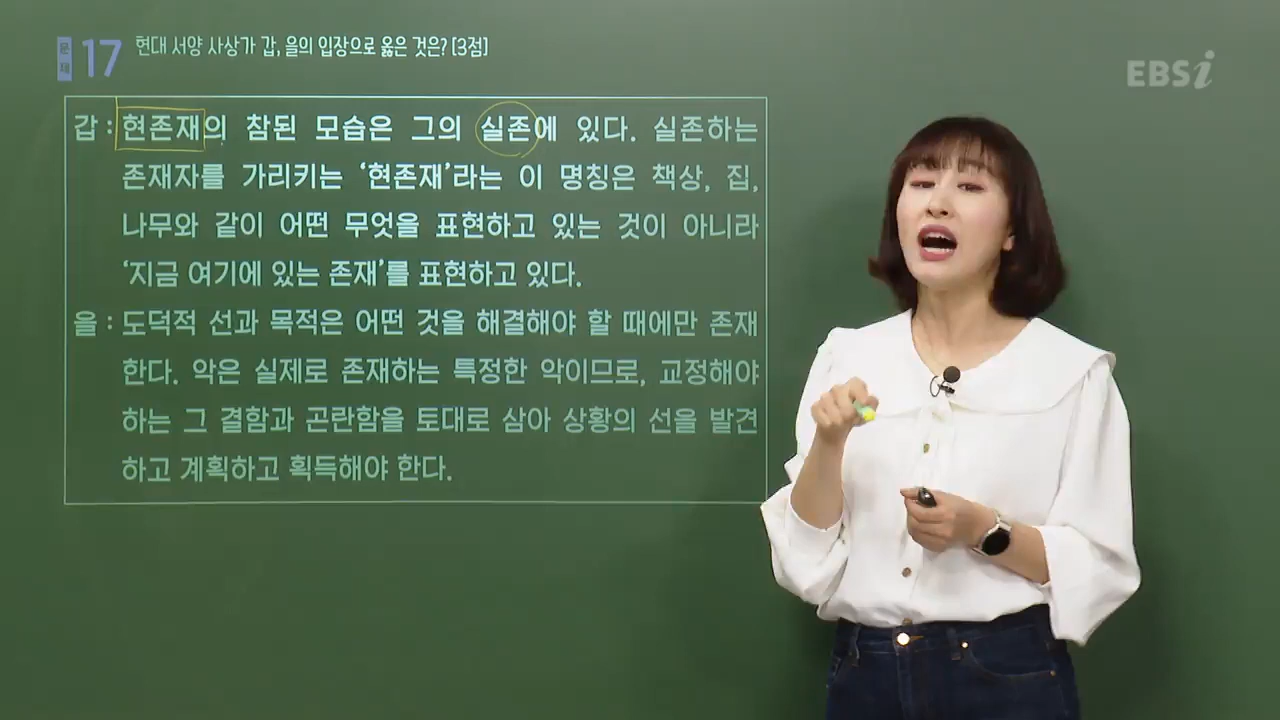 문제 17 현대 서양 사상가 갑, 을의 입장으로 옳은 것은? [3점]
EBSi
갑 : 현존재의 참된 모습은 그의 실존에 있다. 실존하는
존재자를 가리키는 ‘현존재’라는 이 명칭은 책상, 집,
나무와 같이 어떤 무엇을 표현하고 있는 것이 아니라
‘지금 여기에 있는 존재’를 표현하고 있다.
을 : 도덕적 선과 목적은 어떤 것을 해결해야 할 때에만 존재
한다. 악은 실제로 존재하는 특정한 악이므로, 교정해야
하는 그 결함과 곤란함을 토대로 삼아 상황의 선을 발견
하고 계획하고 획득해야 한다.